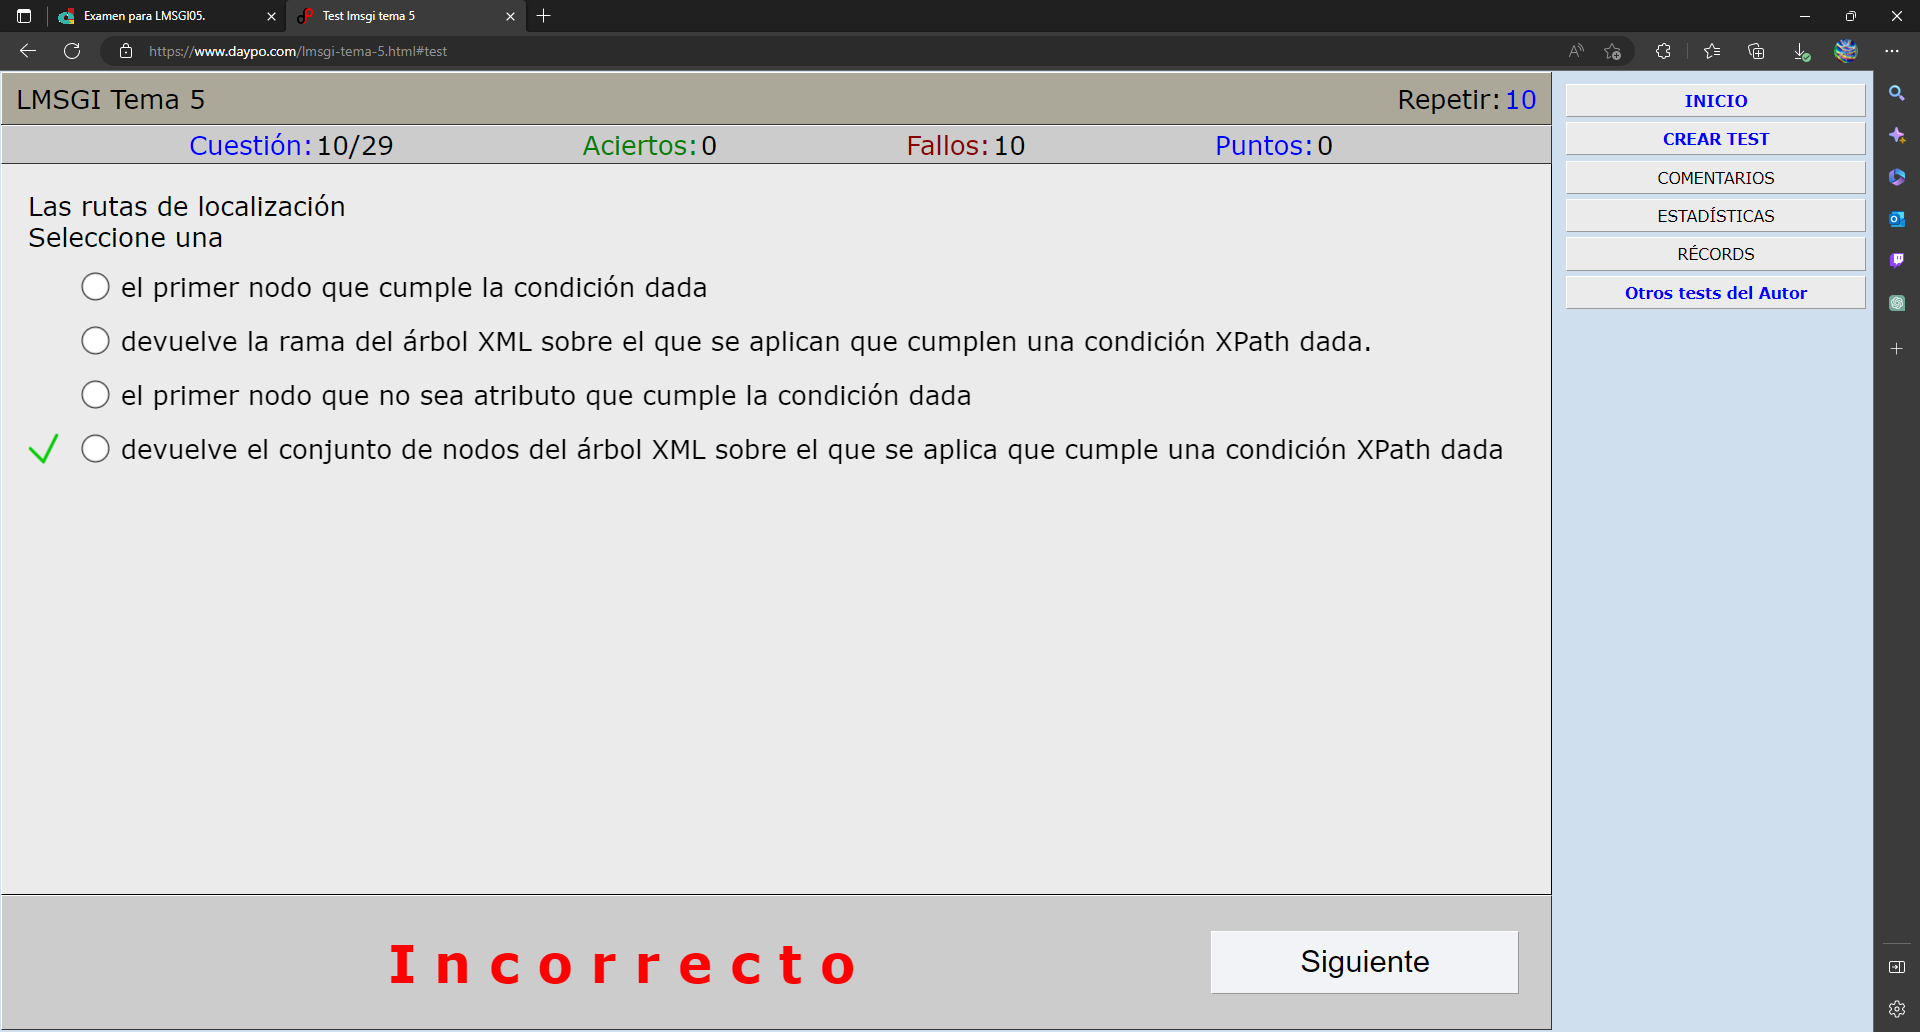 Examen para LMSGI05.
Test lmsgi tema 5
https://www.daypo.com/lmsgi-tema-5.html#test
LMSGI Tema 5
Repetir:10
Cuestión:10/29
Aciertos:0
Fallos:10
Puntos:0
Las rutas de localización
Seleccione una
el primer nodo que cumple la condición dada
devuelve la rama del árbol XML sobre el que se aplican que cumplen una condición XPath dada.
el primer nodo que no sea atributo que cumple la condición dada
devuelve el conjunto de nodos del árbol XML sobre el que se aplica que cumple una condición XPath dada
Incorrecto
Siguiente
INICIO
CREAR TEST
COMENTARIOS
ESTADÍSTICAS
RÉCORDS
Otros tests del Autor